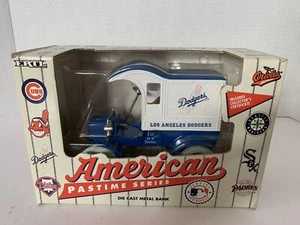 ERTL
Orioles
CUBS
INCLUDES
COLLECTOR'S
CERTIFICATE
Dodgers
LOS ANGELES DODGERS
Dodgers
Sox
American
PASTIME SERIES
PHILLIES
PADRES
DIE CAST METAL BANK